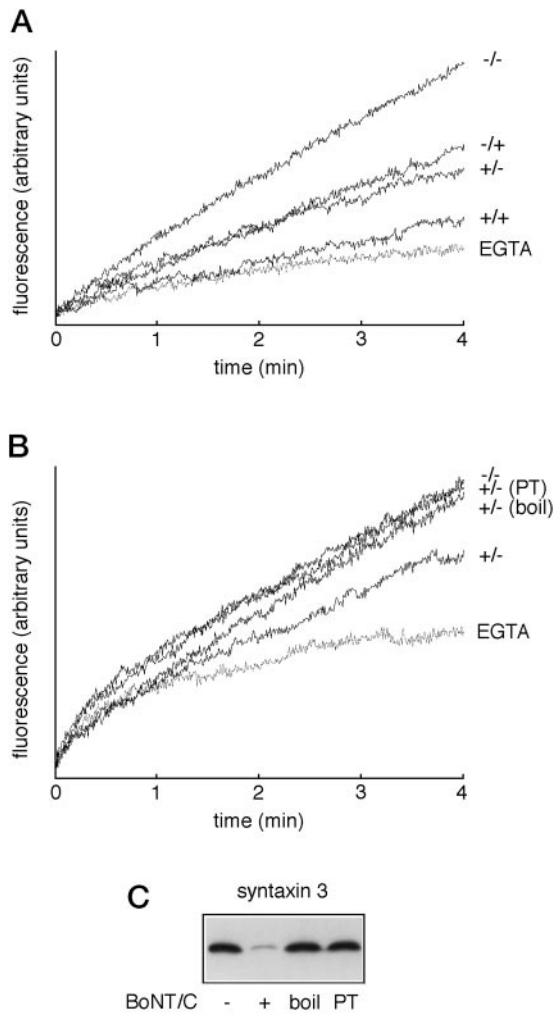 A
fluorescence (arbitrary units)
-/-
-/+
+/-
+/+
EGTA
0 1 2 3 4
time (min)
B
fluorescence (arbitrary units)
-/-
+/- (PT)
+/- (boil)
+/-
EGTA
0 1 2 3 4
time (min)
C
syntaxin 3
BoNT/C - + boil PT